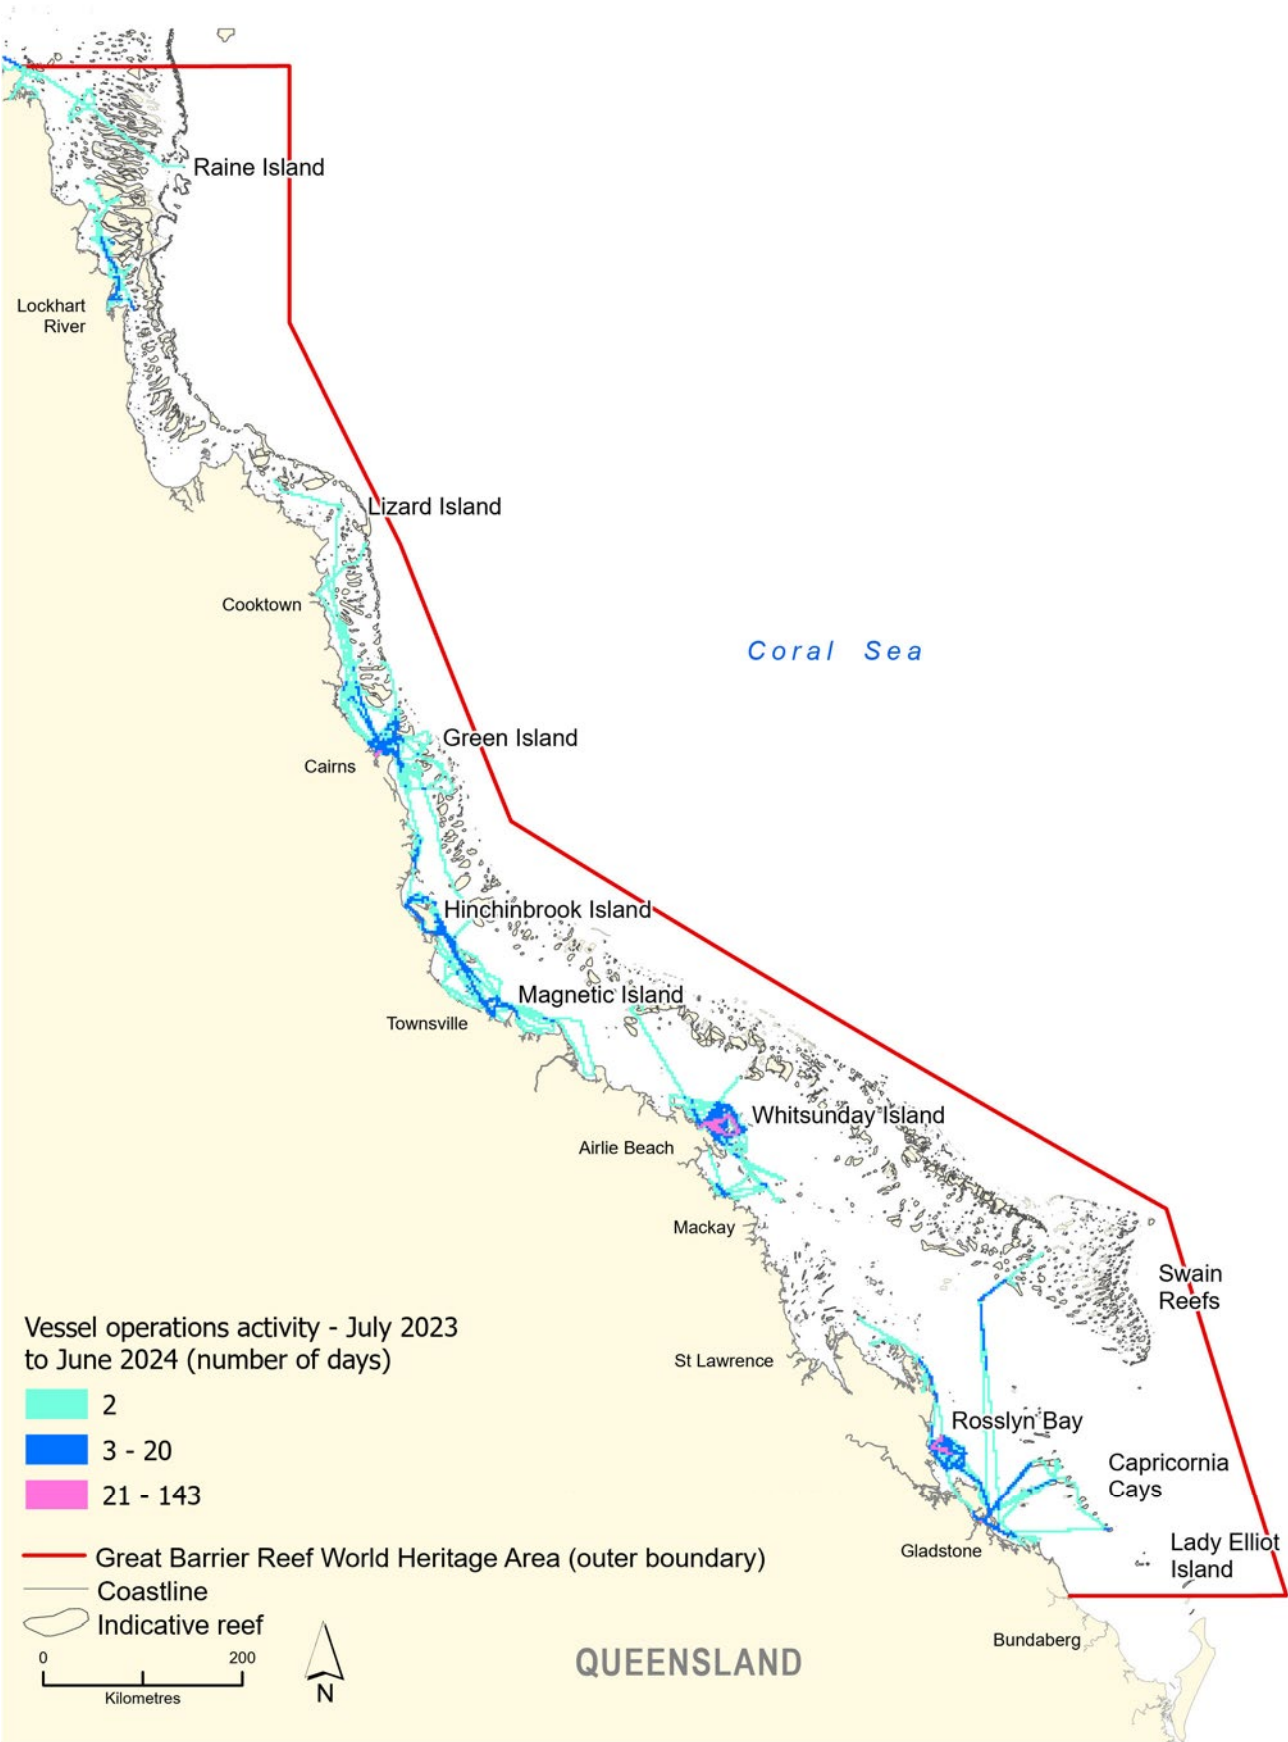 Raine Island
Lockhart
River
Lizard Island
Cooktown
Coral Sea
Green Island
Cairns
Hinchinbrook Island
Magnetic Island
Townsville
Whitsunday Island
Airlie Beach
Mackay
Swain
Reefs
Vessel operations activity - July 2023
to June 2024 (number of days)
2
3 - 20
21 - 143
St Lawrence
Rosslyn Bay
Capricornia
Cays
Gladstone
Lady Elliot
Island
Great Barrier Reef World Heritage Area (outer boundary)
Coastline
Indicative reef
0 200
Kilometres
N
QUEENSLAND
Bundaberg